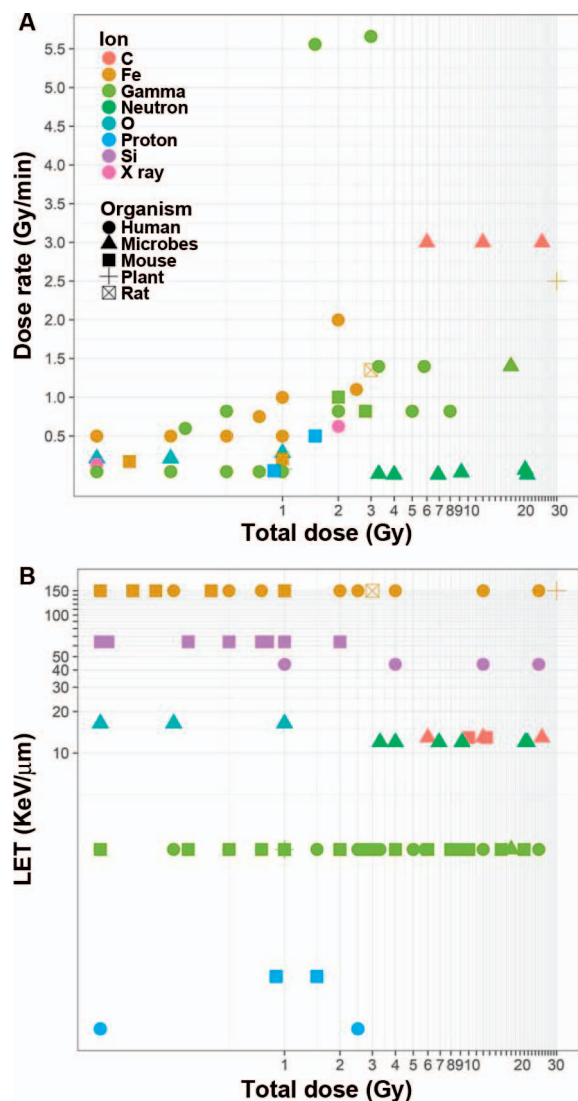 A
Ion
C
Fe
Gamma
Neutron
O
Proton
Si
X ray
Organism
Human
Microbes
Mouse
Plant
Rat
Dose rate (Gy/min)
5.5
5.0
4.5
4.0
3.5
3.0
2.5
2.0
1.5
1.0
0.5
1 2 3 4 5 6 7 8 9 10 20 30
Total dose (Gy)
B
LET (KeV/μm)
150
100
50
40
30
20
10
1 2 3 4 5 6 7 8 9 10 20 30
Total dose (Gy)